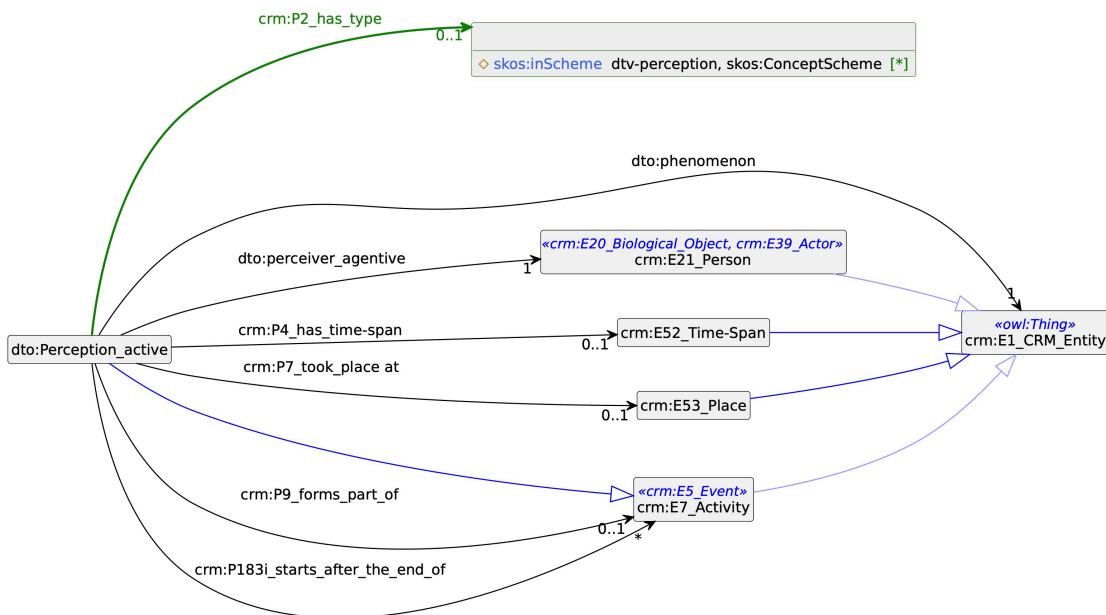 crm:P2_has_type
0..1
skos:inScheme dtv-perception, skos:ConceptScheme [*]
dto:phenomenon
1
dto:perceiver_agentive
1
«crm:E20_Biological_Object, crm:E39_Actor»
crm:E21_Person
crm:P4_has_time-span
0..1
crm:E52_Time-Span
«owl:Thing»
crm:E1_CRM_Entity
dto:Perception_active
crm:P7_took_place at
0..1
crm:E53_Place
crm:P9_forms_part_of
0..1
«crm:E5_Event»
crm:E7_Activity
*
crm:P183i_starts_after_the_end_of